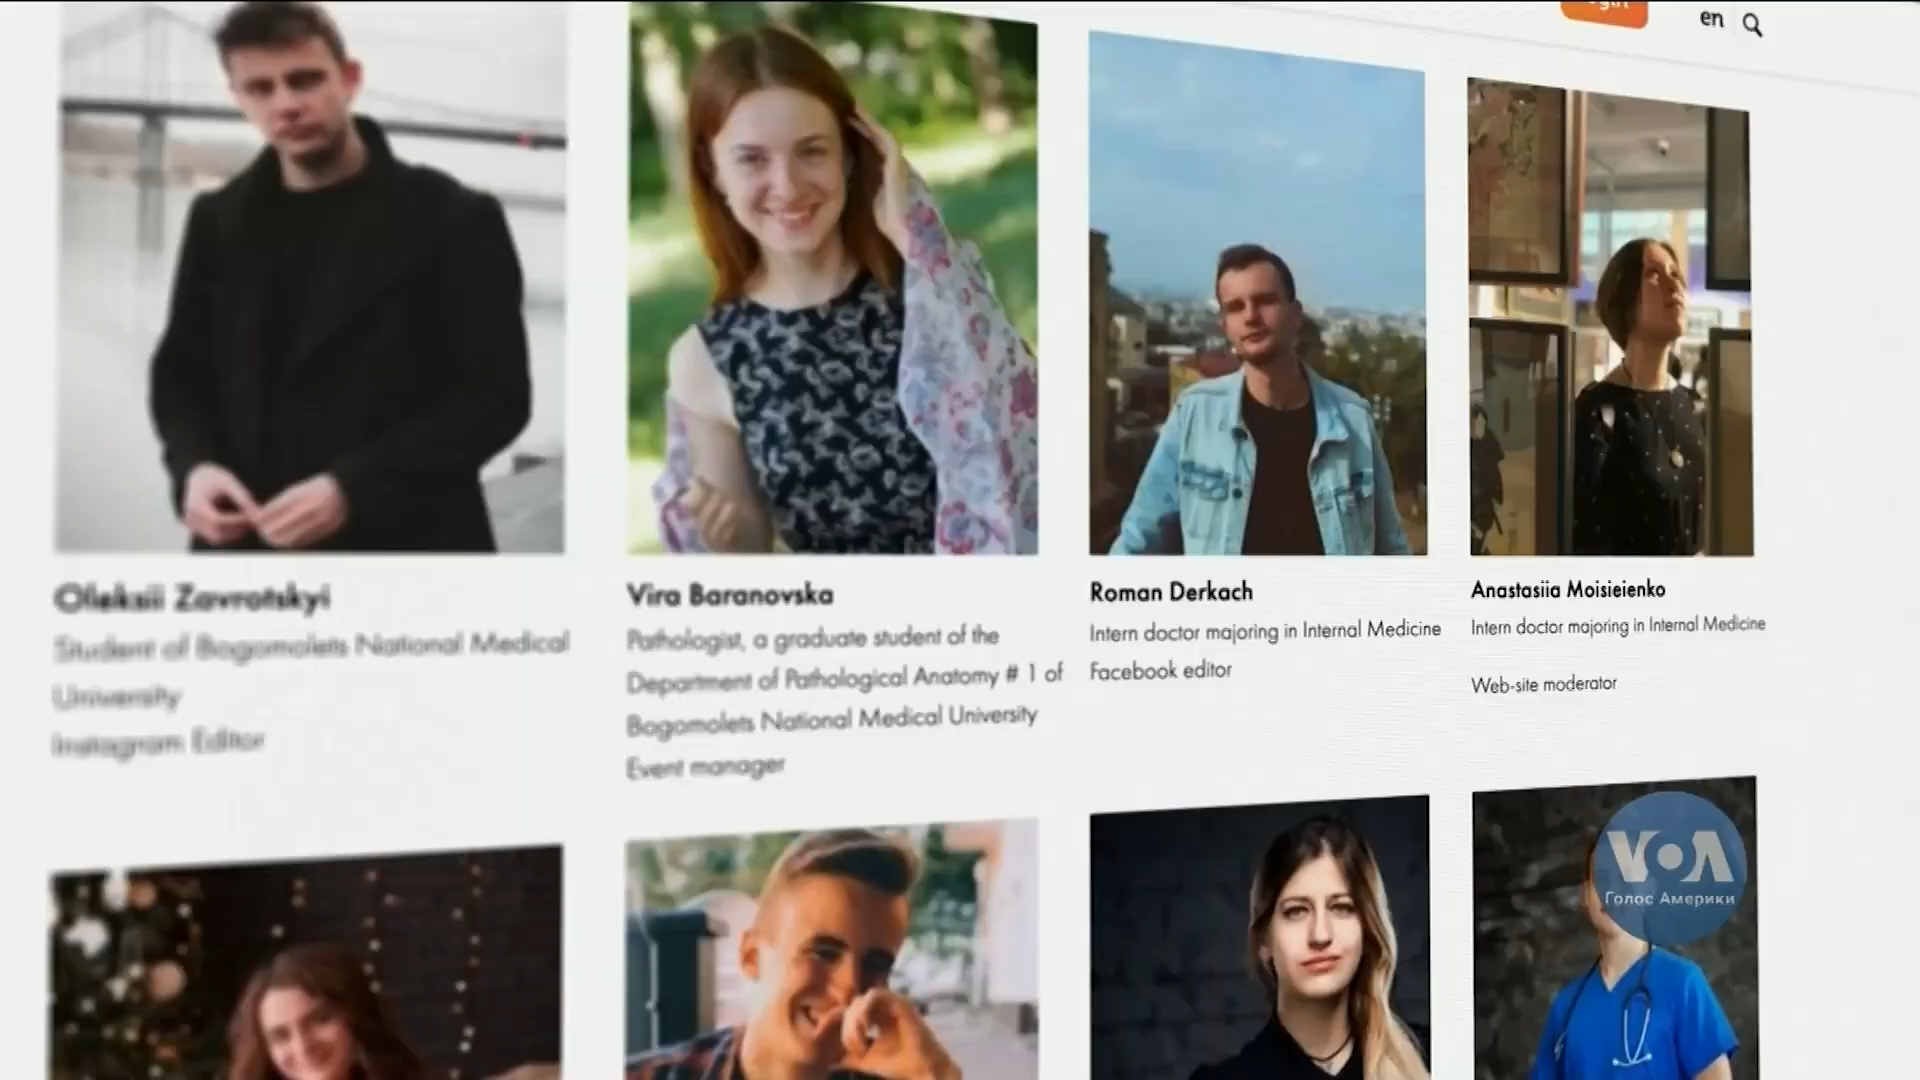 en
Oleksii Zavrotskyi
Student of Bogomolets National Medical
University
Instagram Editor
Vira Baranovska
Pathologist, a graduate student of the
Department of Pathological Anatomy # 1 of
Bogomolets National Medical University
Event manager
Roman Derkach
Intern doctor majoring in Internal Medicine
Facebook editor
Anastasiia Moisieienko
Intern doctor majoring in Internal Medicine
Web-site moderator
VOA
Голос Америки